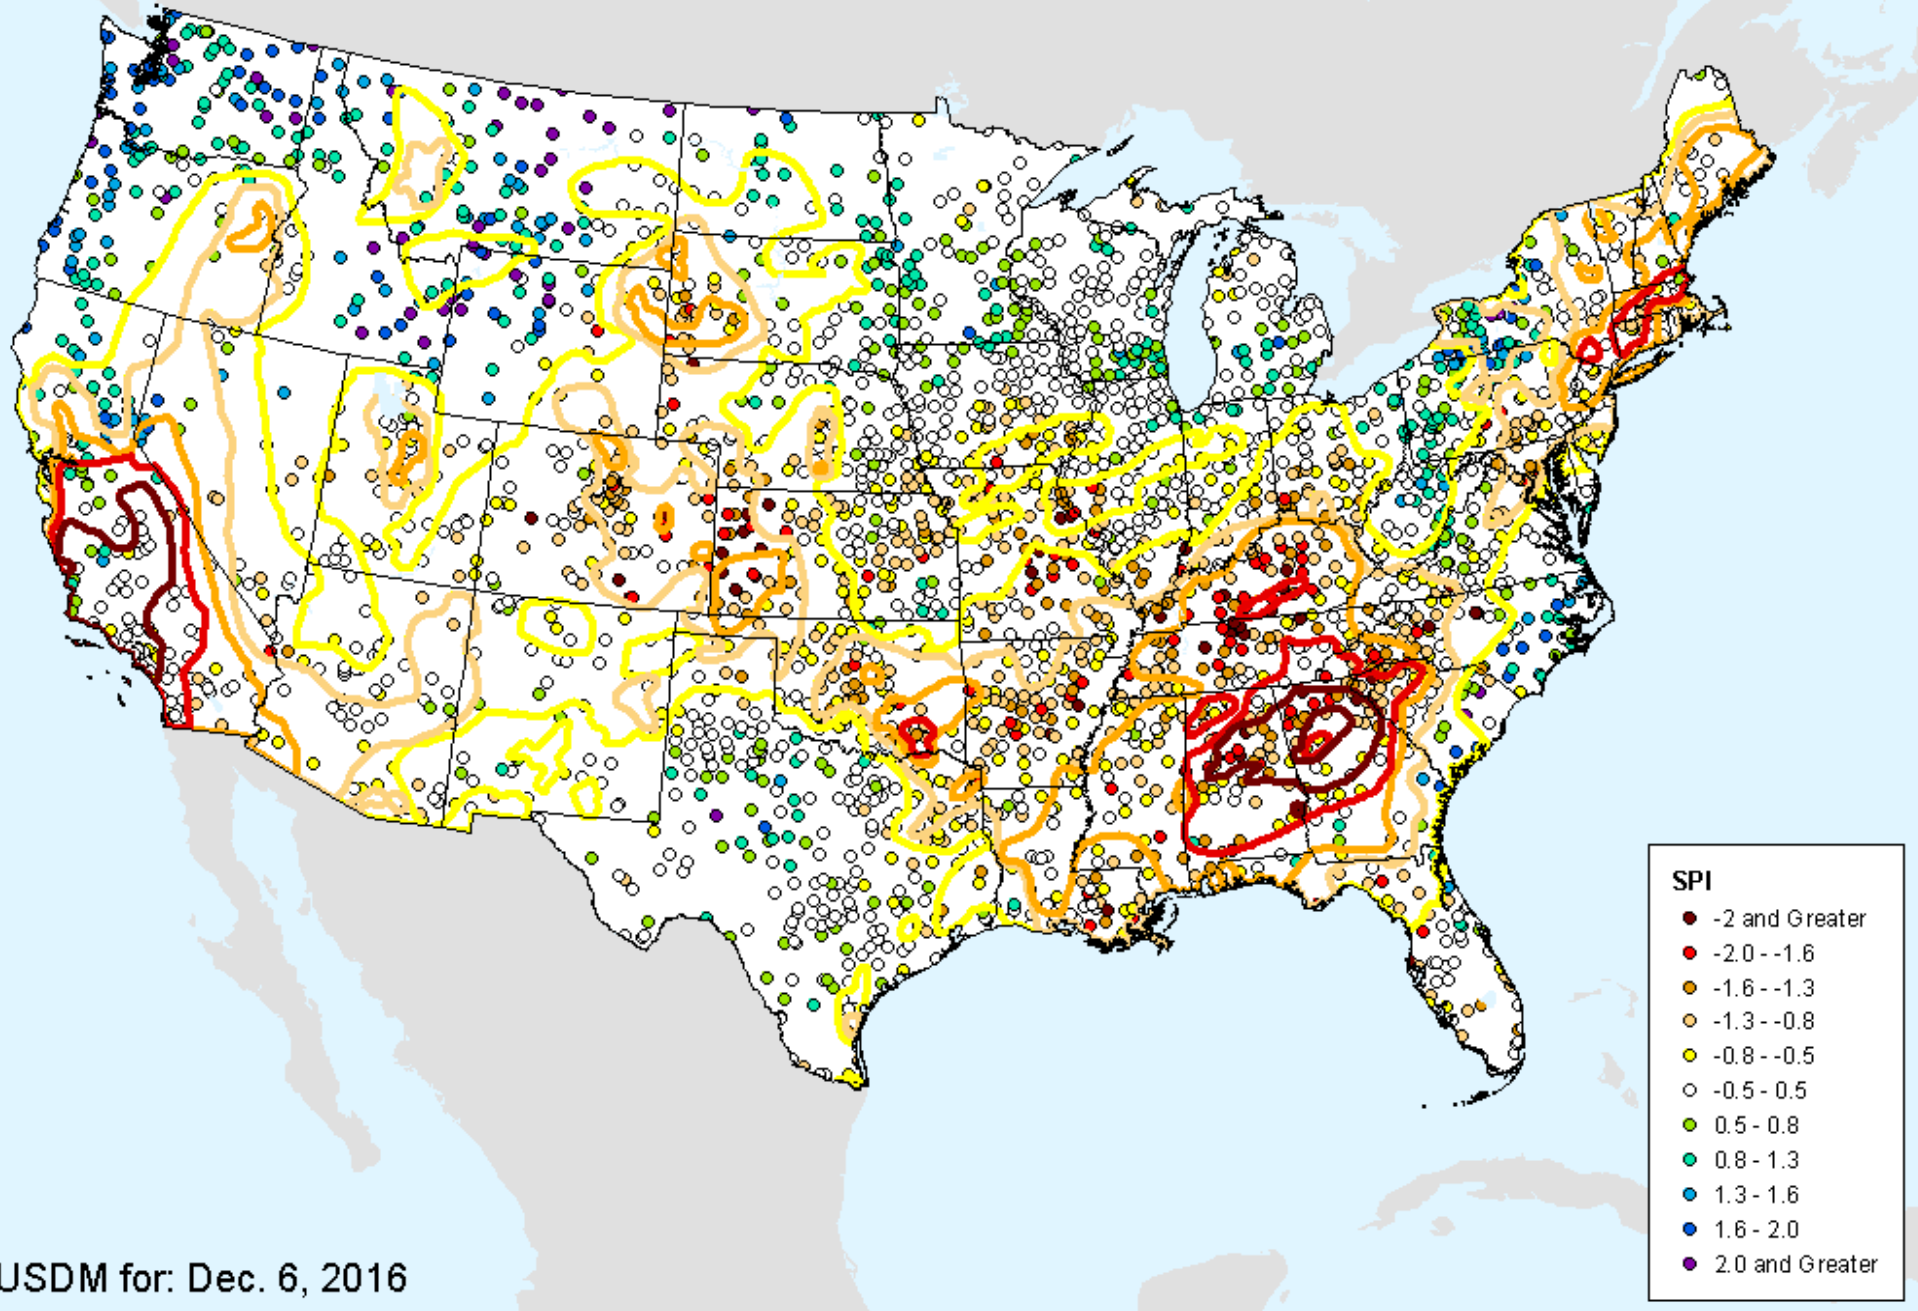 SPI
-2 and Greater
-2.0 - -1.6
-1.6 - -1.3
-1.3 - -0.8
-0.8 - -0.5
-0.5 - 0.5
0.5 - 0.8
0.8 - 1.3
1.3 - 1.6
1.6 - 2.0
2.0 and Greater
USDM for: Dec. 6, 2016